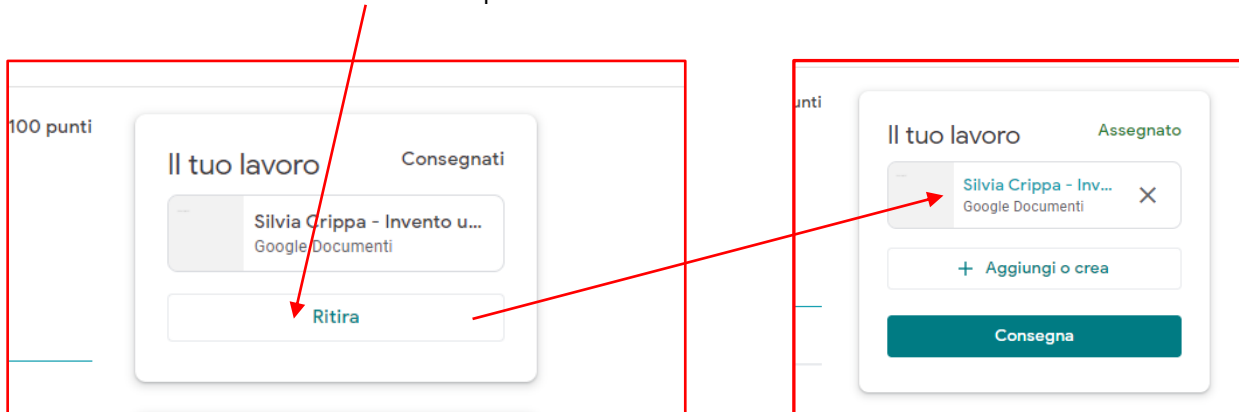 100 punti
Il tuo lavoro
Consegnati
Silvia Crippa - Invento u...
Google Documenti
Ritira
unti
Il tuo lavoro
Assegnato
Silvia Crippa - Inv...
Google Documenti
+ Aggiungi o crea
Consegna